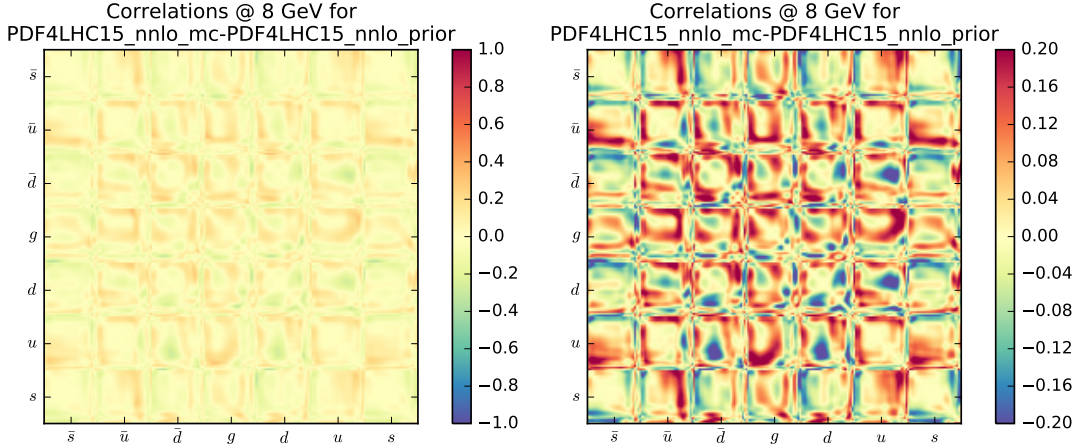 Correlations @ 8 GeV for
PDF4LHC15_nnlo_mc-PDF4LHC15_nnlo_prior
s̄
ū
d̄
g
d
u
s
s̄ ū d̄ g d u s
1.0
0.8
0.6
0.4
0.2
0.0
−0.2
−0.4
−0.6
−0.8
−1.0
Correlations @ 8 GeV for
PDF4LHC15_nnlo_mc-PDF4LHC15_nnlo_prior
s̄
ū
d̄
g
d
u
s
s̄ ū d̄ g d u s
0.20
0.16
0.12
0.08
0.04
0.00
−0.04
−0.08
−0.12
−0.16
−0.20